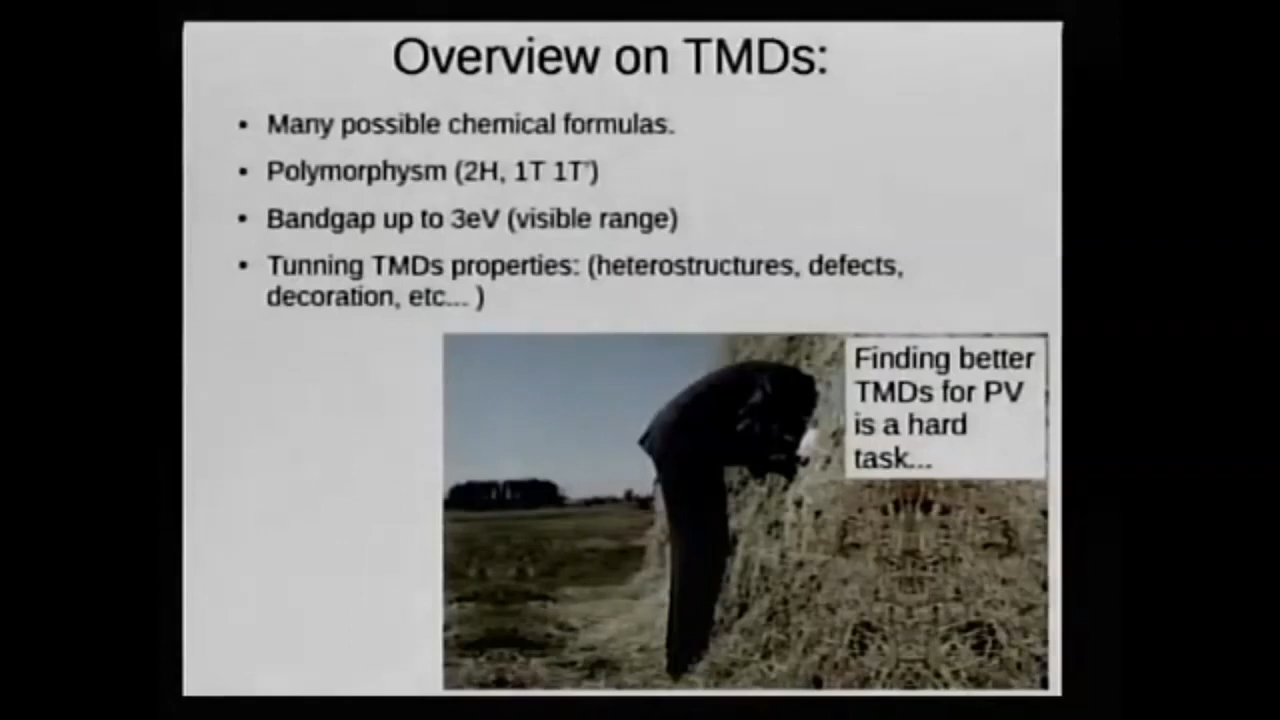 Overview on TMDs:
• Many possible chemical formulas.
• Polymorphysm (2H, 1T 1T')
• Bandgap up to 3eV (visible range)
• Tunning TMDs properties: (heterostructures, defects,
decoration, etc... )
Finding better
TMDs for PV
is a hard
task...